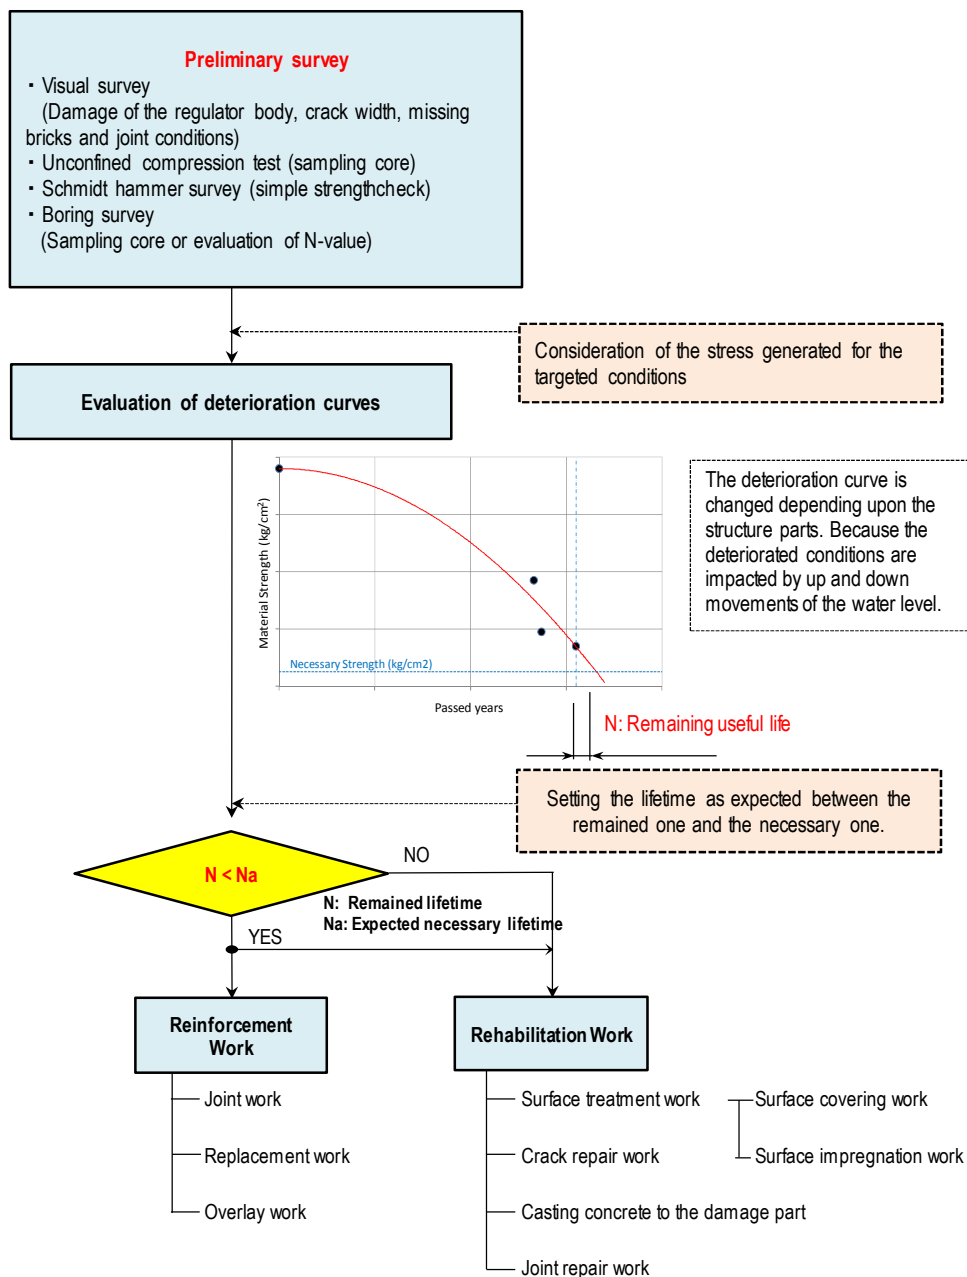 Preliminary survey
・Visual survey
(Damage of the regulator body, crack width, missing
bricks and joint conditions)
・Unconfined compression test (sampling core)
・Schmidt hammer survey (simple strengthcheck)
・Boring survey
(Sampling core or evaluation of N-value)
Consideration of the stress generated for the
targeted conditions
Evaluation of deterioration curves
Material Strength (kg/cm²)
Necessary Strength (kg/cm2)
Passed years
The deterioration curve is
changed depending upon the
structure parts. Because the
deteriorated conditions are
impacted by up and down
movements of the water level.
N: Remaining useful life
Setting the lifetime as expected between the
remained one and the necessary one.
N < Na
NO
N: Remained lifetime
Na: Expected necessary lifetime
YES
Reinforcement
Work
Rehabilitation Work
Joint work
Replacement work
Overlay work
Surface treatment work
Surface covering work
Crack repair work
Surface impregnation work
Casting concrete to the damage part
Joint repair work